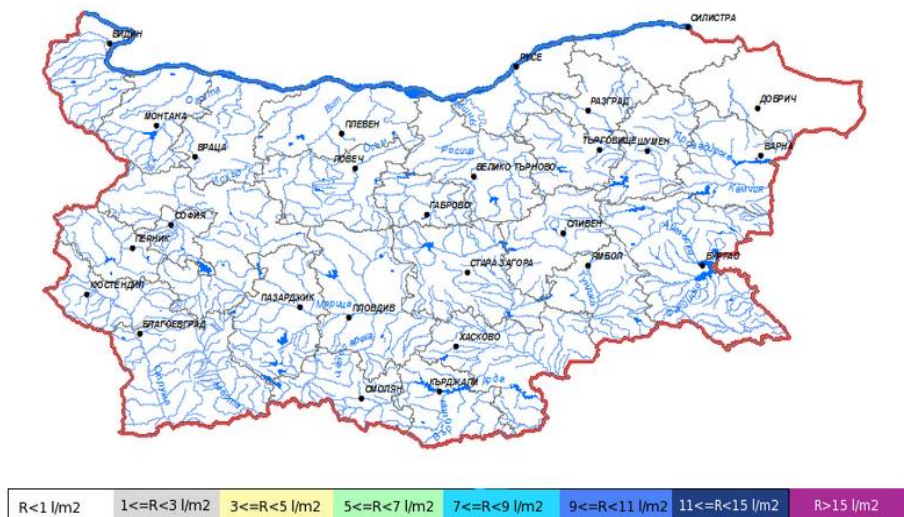 СИЛИСТРА
ВИДИН
РУСЕ
ДОБРИЧ
РАЗГРАД
МОНТАНА
Вит
ПЛЕВЕН
ВРАЦА
ЛОВЕЧ
Росица
ТЪРГОВИЩЕ
ШУМЕН
ВАРНА
ВЕЛИКО ТЪРНОВО
Камчия
ГАБРОВО
СОФИЯ
СЛИВЕН
ПЕРНИК
СТАРА ЗАГОРА
ЯМБОЛ
БУРГАС
КЮСТЕНДИЛ
ПАЗАРДЖИК
Марица
ПЛОВДИВ
БЛАГОЕВГРАД
ХАСКОВО
СМОЛЯН
КЪРДЖАЛИ
R<1 l/m2
1<=R<3 l/m2
3<=R<5 l/m2
5<=R<7 l/m2
7<=R<9 l/m2
9<=R<11 l/m2
11<=R<15 l/m2
R>15 l/m2